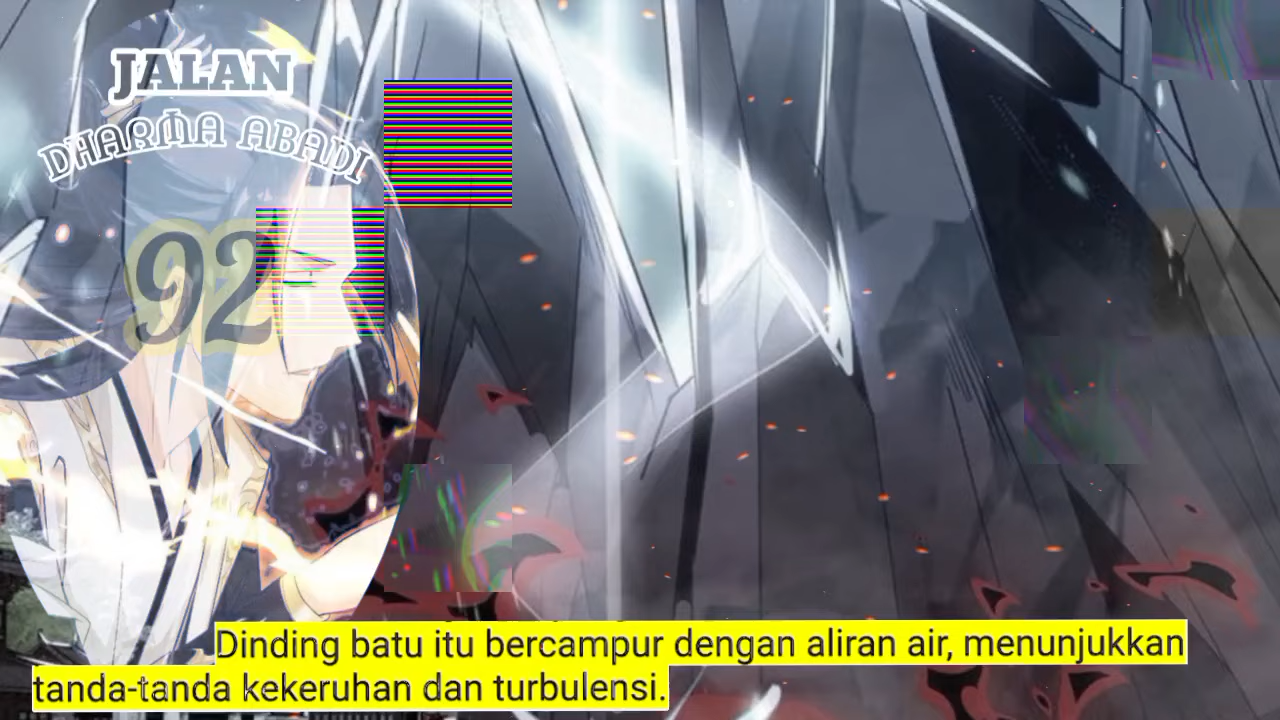 JALAN
DHARMA ABADI
92
Dinding batu itu bercampur dengan aliran air, menunjukkan
tanda-tanda kekeruhan dan turbulensi.